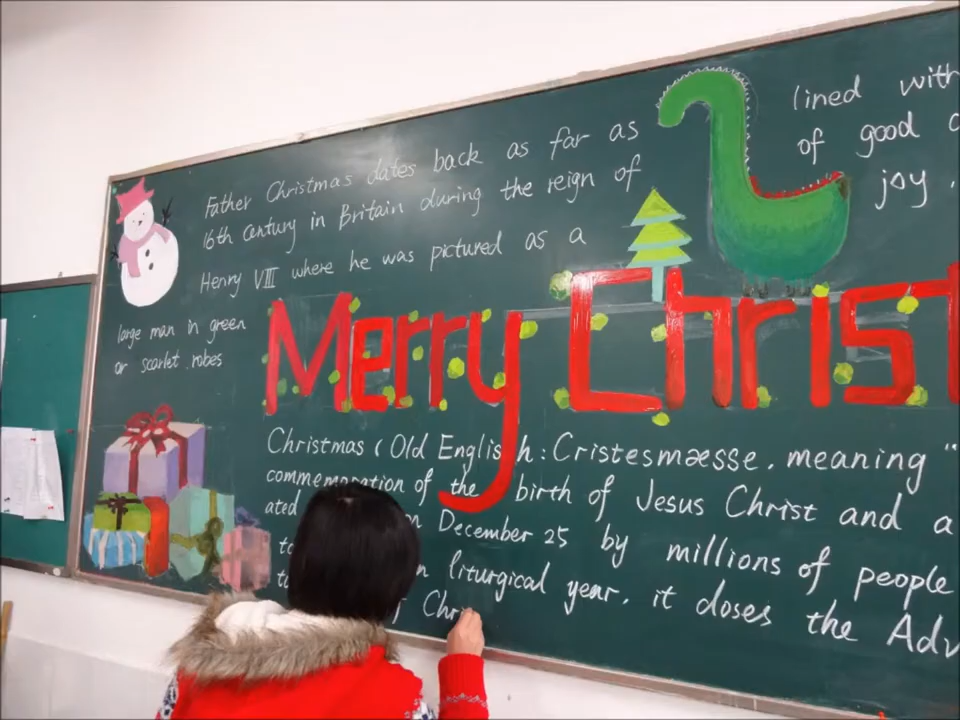 Father Christmas dates back as far as
16th Century in Britain during the reign of
Henry VIII where he was pictured as a
large man in green
or scarlet robes
lined with
of good
joy.
Merry Christ
Christmas (Old English: Cristesmæsse, meaning "
commemoration of the birth of Jesus Christ and a
ated on December 25 by millions of people
liturgical year, it closes the Adv
Chri